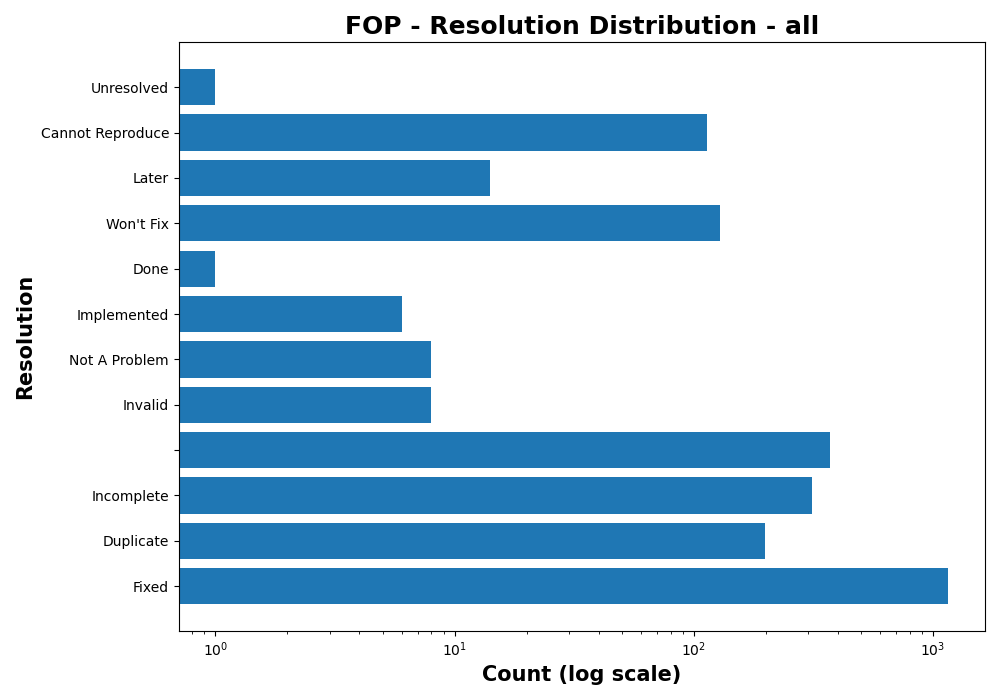 FOP - Resolution Distribution - all
Unresolved
Cannot Reproduce
Later
Won't Fix
Done
Implemented
Not A Problem
Invalid
Incomplete
Duplicate
Fixed
Resolution
10⁰ 10¹ 10² 10³
Count (log scale)